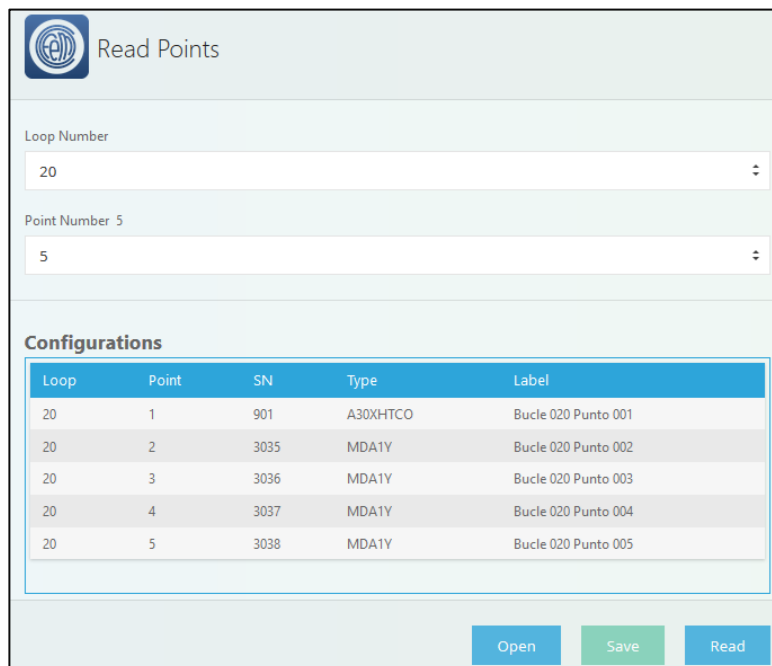 Read Points
Loop Number
20
Point Number 5
5
Configurations
Loop Point SN Type Label
20 1 901 A30XHTCO Bucle 020 Punto 001
20 2 3035 MDA1Y Bucle 020 Punto 002
20 3 3036 MDA1Y Bucle 020 Punto 003
20 4 3037 MDA1Y Bucle 020 Punto 004
20 5 3038 MDA1Y Bucle 020 Punto 005
Open Save Read